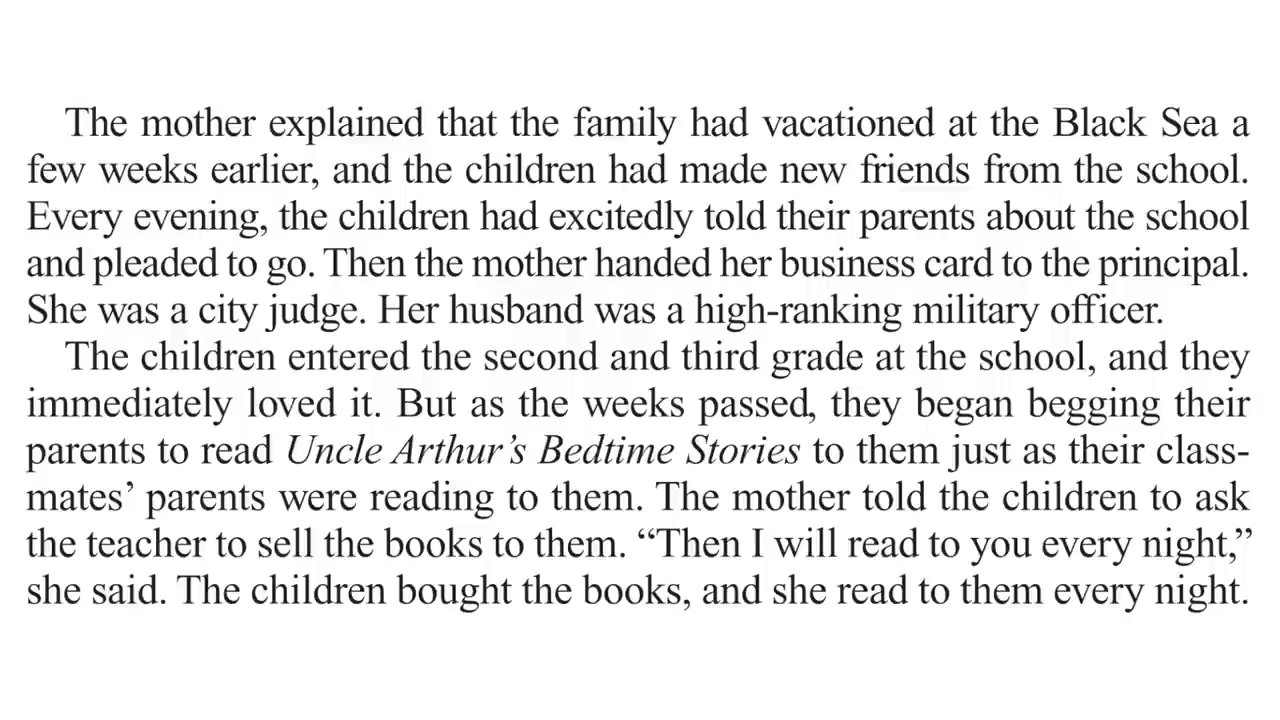 The mother explained that the family had vacationed at the Black Sea a
few weeks earlier, and the children had made new friends from the school.
Every evening, the children had excitedly told their parents about the school
and pleaded to go. Then the mother handed her business card to the principal.
She was a city judge. Her husband was a high-ranking military officer.
The children entered the second and third grade at the school, and they
immediately loved it. But as the weeks passed, they began begging their
parents to read Uncle Arthur’s Bedtime Stories to them just as their class-
mates’ parents were reading to them. The mother told the children to ask
the teacher to sell the books to them. “Then I will read to you every night,”
she said. The children bought the books, and she read to them every night.